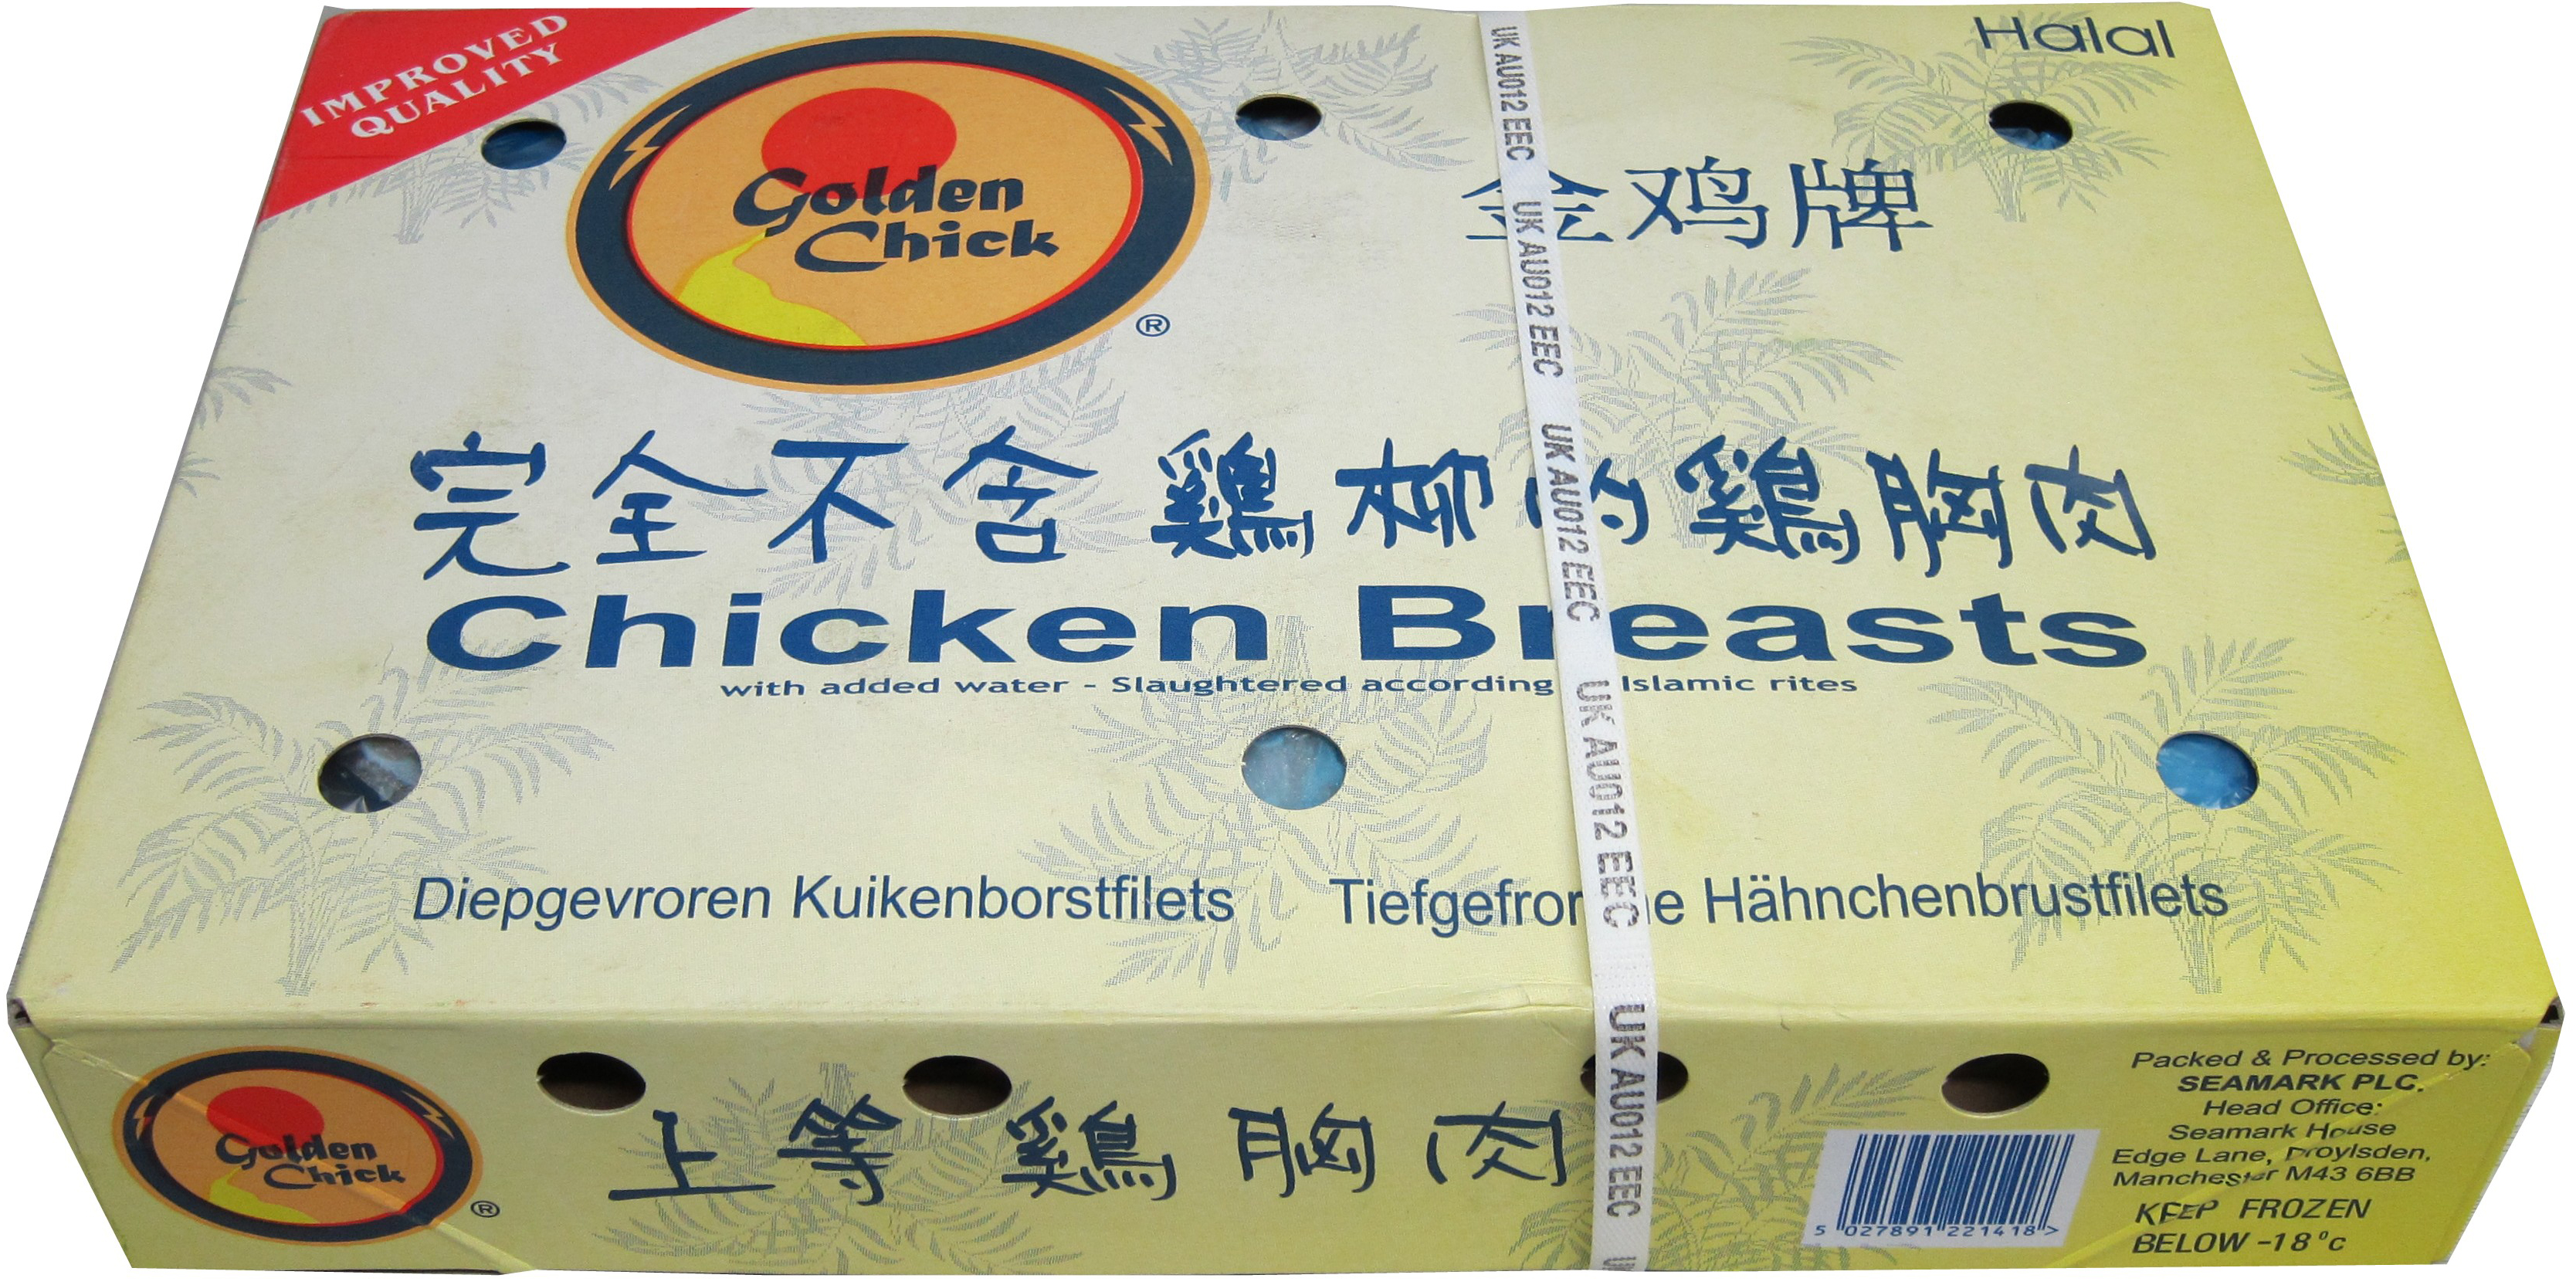 IMPROVED
QUALITY
Halal
Golden
Chick
®
金鸡牌
完全不含鷄柳的鷄胸肉
Chicken Breasts
with added water - Slaughtered according Islamic rites
Diepgevroren Kuikenborstfilets
Tiefgefrorene Hähnchenbrustfilets
UK AU012 EEC
UK AU012 EEC
UK AU012 EEC
UK AU012 EEC
UK AU012 EEC
Golden
Chick
®
上等鷄胸肉
5 027891 221418 >
Packed & Processed by:
SEAMARK PLC.
Head Office:
Seamark House
Edge Lane, Droylsden,
Manchester M43 6BB
KEEP FROZEN
BELOW -18°c